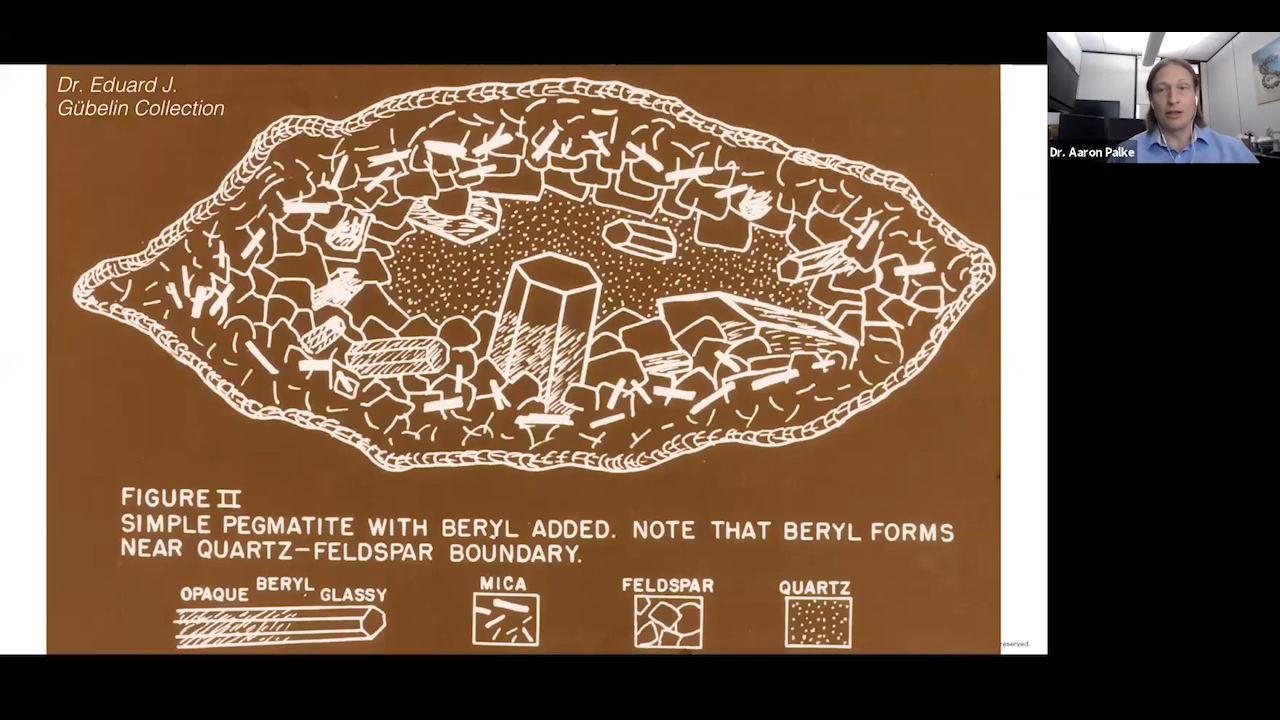 Dr. Eduard J.
Gübelin Collection
Dr. Aaron Palke
FIGURE II
SIMPLE PEGMATITE WITH BERYL ADDED. NOTE THAT BERYL FORMS
NEAR QUARTZ-FELDSPAR BOUNDARY.
OPAQUE BERYL GLASSY
MICA
FELDSPAR
QUARTZ
reserved.